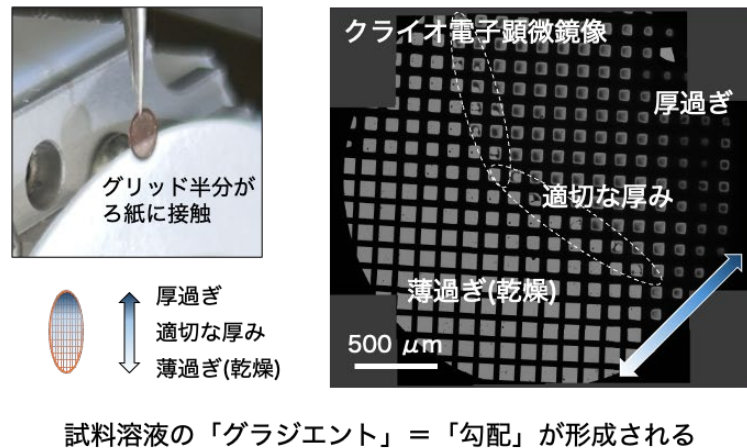 グリッド半分が
ろ紙に接触
厚過ぎ
適切な厚み
薄過ぎ(乾燥)
クライオ電子顕微鏡像
厚過ぎ
適切な厚み
薄過ぎ(乾燥)
500 μm
試料溶液の「グラジエント」＝「勾配」が形成される